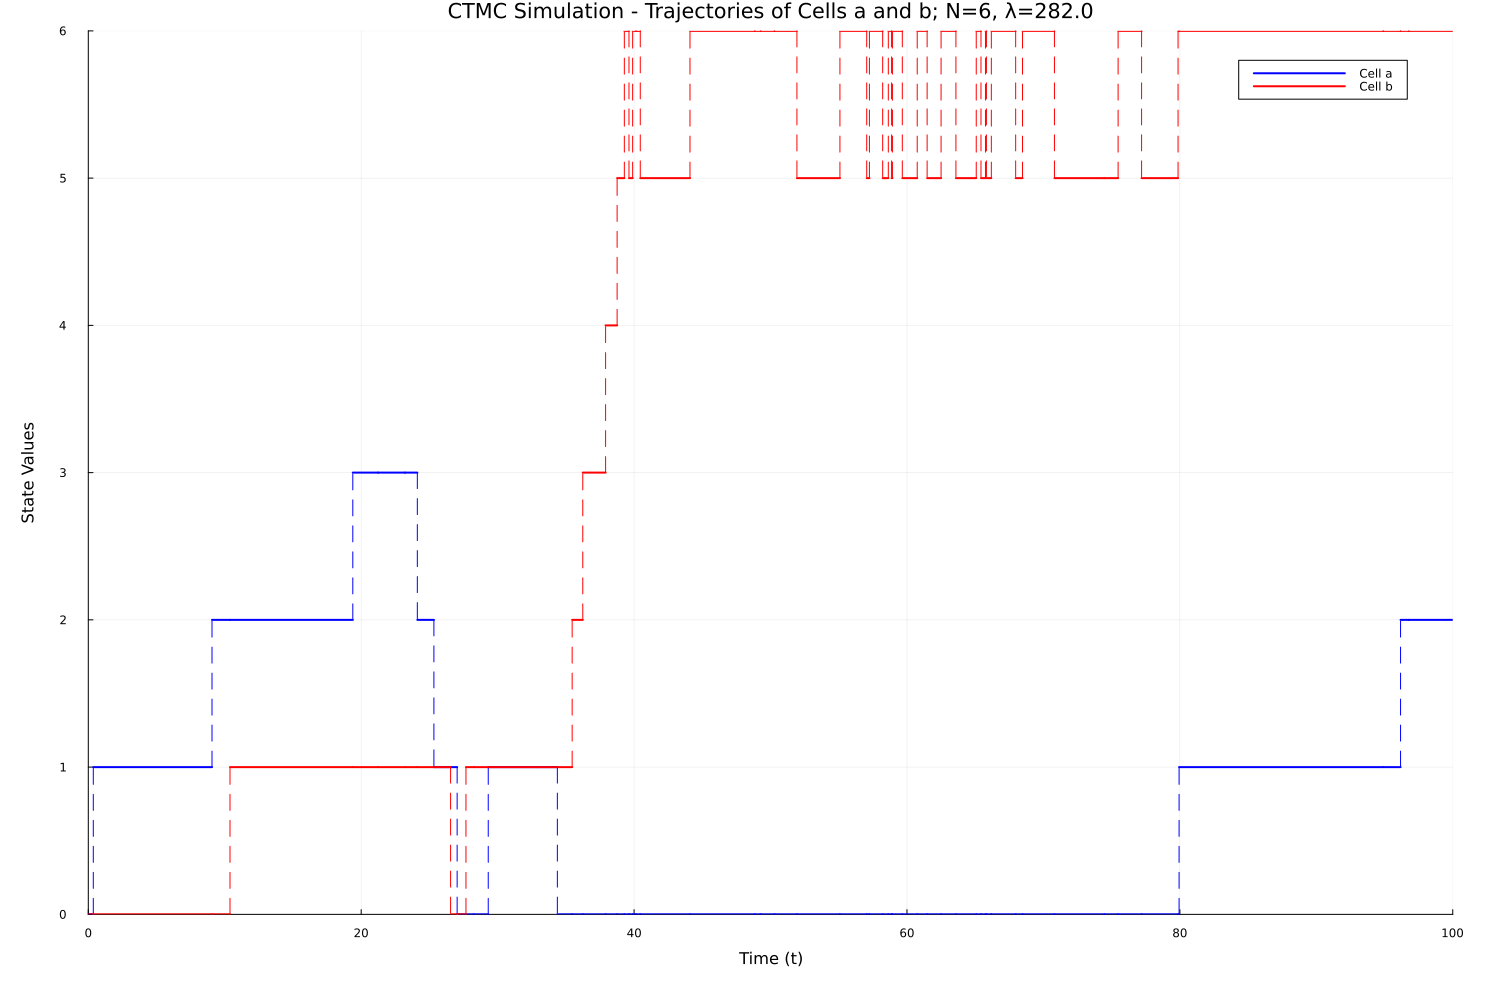 CTMC Simulation - Trajectories of Cells a and b; N=6, λ=282.0
6
Cell a
Cell b
5
4
State Values
3
2
1
0
0 20 40 60 80 100
Time (t)